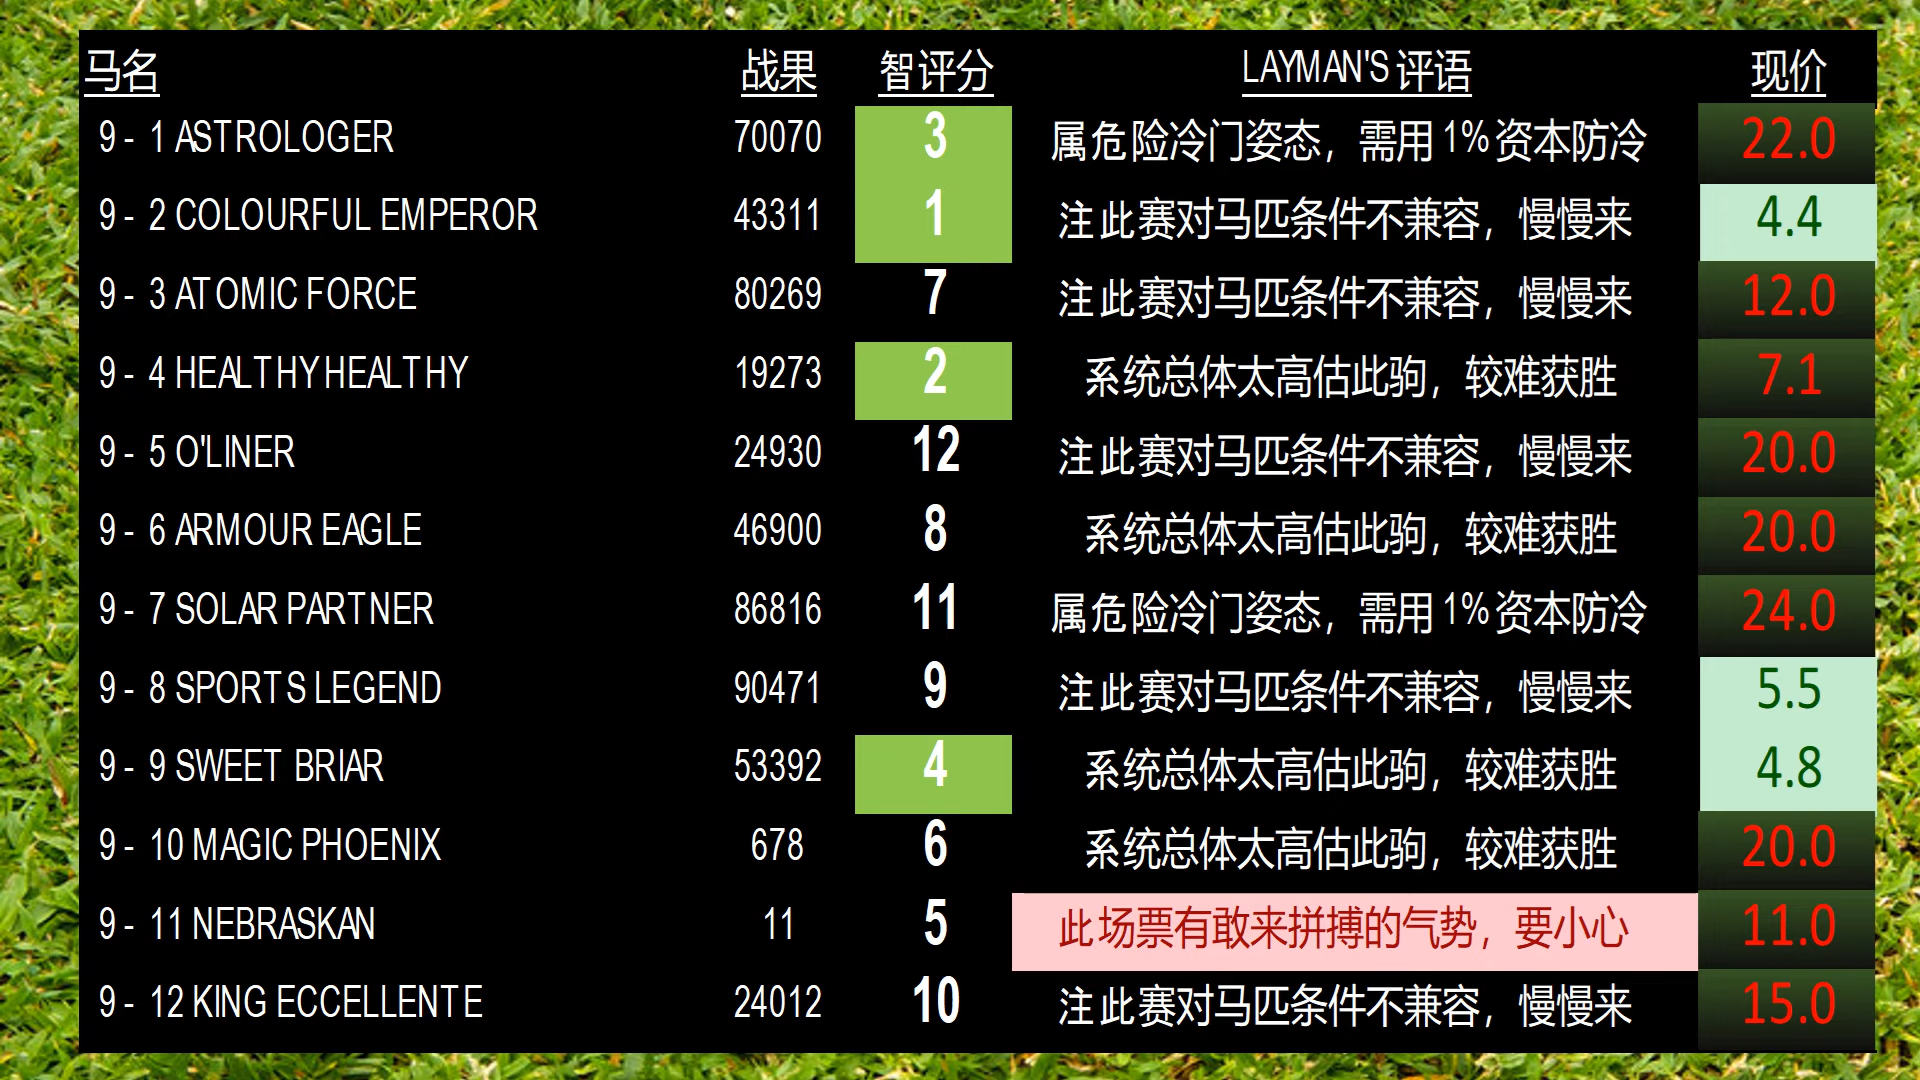 马名 战果 智评分 LAYMAN'S 评语 现价
9 - 1 ASTROLOGER 70070 3 属危险冷门姿态，需用 1% 资本防冷 22.0
9 - 2 COLOURFUL EMPEROR 43311 1 注此赛对马匹条件不兼容，慢慢来 4.4
9 - 3 ATOMIC FORCE 80269 7 注此赛对马匹条件不兼容，慢慢来 12.0
9 - 4 HEALTHY HEALTHY 19273 2 系统总体太高估此驹，较难获胜 7.1
9 - 5 O'LINER 24930 12 注此赛对马匹条件不兼容，慢慢来 20.0
9 - 6 ARMOUR EAGLE 46900 8 系统总体太高估此驹，较难获胜 20.0
9 - 7 SOLAR PARTNER 86816 11 属危险冷门姿态，需用 1% 资本防冷 24.0
9 - 8 SPORTS LEGEND 90471 9 注此赛对马匹条件不兼容，慢慢来 5.5
9 - 9 SWEET BRIAR 53392 4 系统总体太高估此驹，较难获胜 4.8
9 - 10 MAGIC PHOENIX 678 6 系统总体太高估此驹，较难获胜 20.0
9 - 11 NEBRASKAN 11 5 此场票有敢来拼搏的气势，要小心 11.0
9 - 12 KING ECCELLENTE 24012 10 注此赛对马匹条件不兼容，慢慢来 15.0